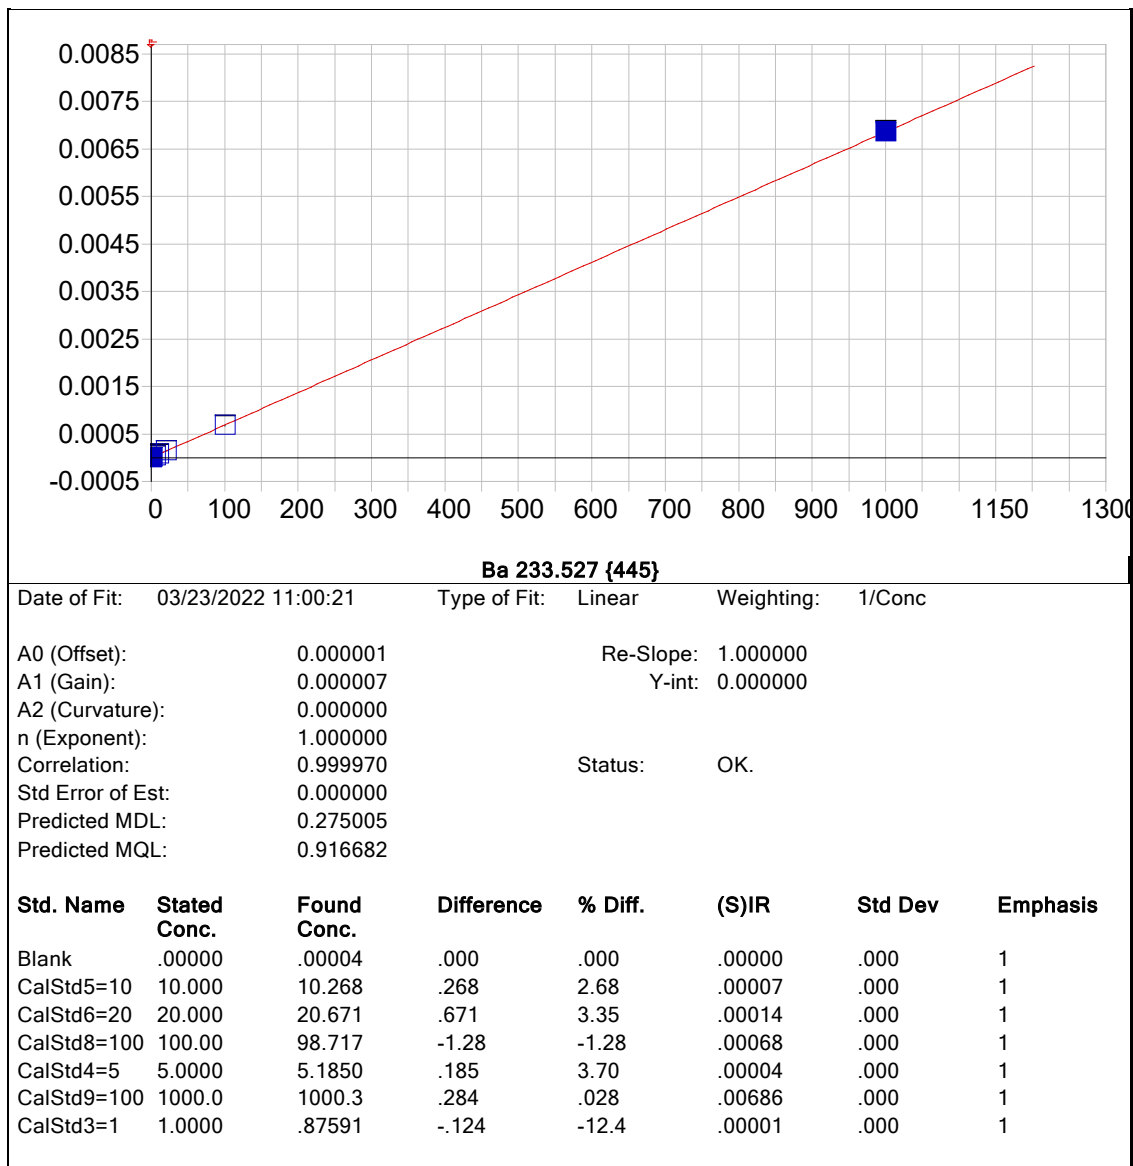 0.0085
0.0075
0.0065
0.0055
0.0045
0.0035
0.0025
0.0015
0.0005
-0.0005
0 100 200 300 400 500 600 700 800 900 1000 1150 1300
Ba 233.527 {445}
Date of Fit: 03/23/2022 11:00:21 Type of Fit: Linear Weighting: 1/Conc
A0 (Offset): 0.000001 Re-Slope: 1.000000
A1 (Gain): 0.000007 Y-int: 0.000000
A2 (Curvature): 0.000000
n (Exponent): 1.000000
Correlation: 0.999970 Status: OK.
Std Error of Est: 0.000000
Predicted MDL: 0.275005
Predicted MQL: 0.916682
Std. Name Stated Conc. Found Conc. Difference % Diff. (S)IR Std Dev Emphasis
Blank .00000 .00004 .000 .000 .00000 .000 1
CalStd5=10 10.000 10.268 .268 2.68 .00007 .000 1
CalStd6=20 20.000 20.671 .671 3.35 .00014 .000 1
CalStd8=100 100.00 98.717 -1.28 -1.28 .00068 .000 1
CalStd4=5 5.0000 5.1850 .185 3.70 .00004 .000 1
CalStd9=100 1000.0 1000.3 .284 .028 .00686 .000 1
CalStd3=1 1.0000 .87591 -.124 -12.4 .00001 .000 1